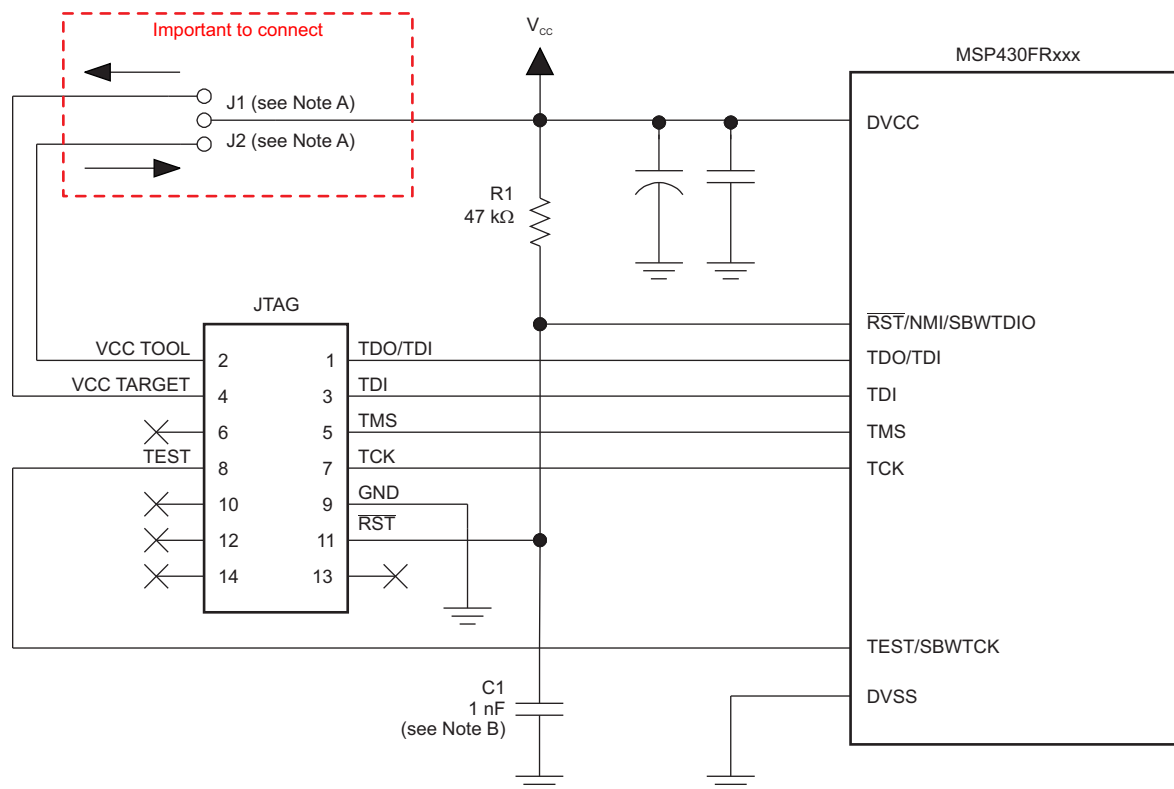 Important to connect
J1 (see Note A)
J2 (see Note A)
VCC
MSP430FRxxx
DVCC
R1
47 kΩ
JTAG
RST/NMI/SBWTDIO
VCC TOOL
2
1
TDO/TDI
TDO/TDI
VCC TARGET
4
3
TDI
TDI
6
5
TMS
TMS
TEST
8
7
TCK
TCK
10
9
GND
12
11
RST
14
13
TEST/SBWTCK
C1
1 nF
(see Note B)
DVSS